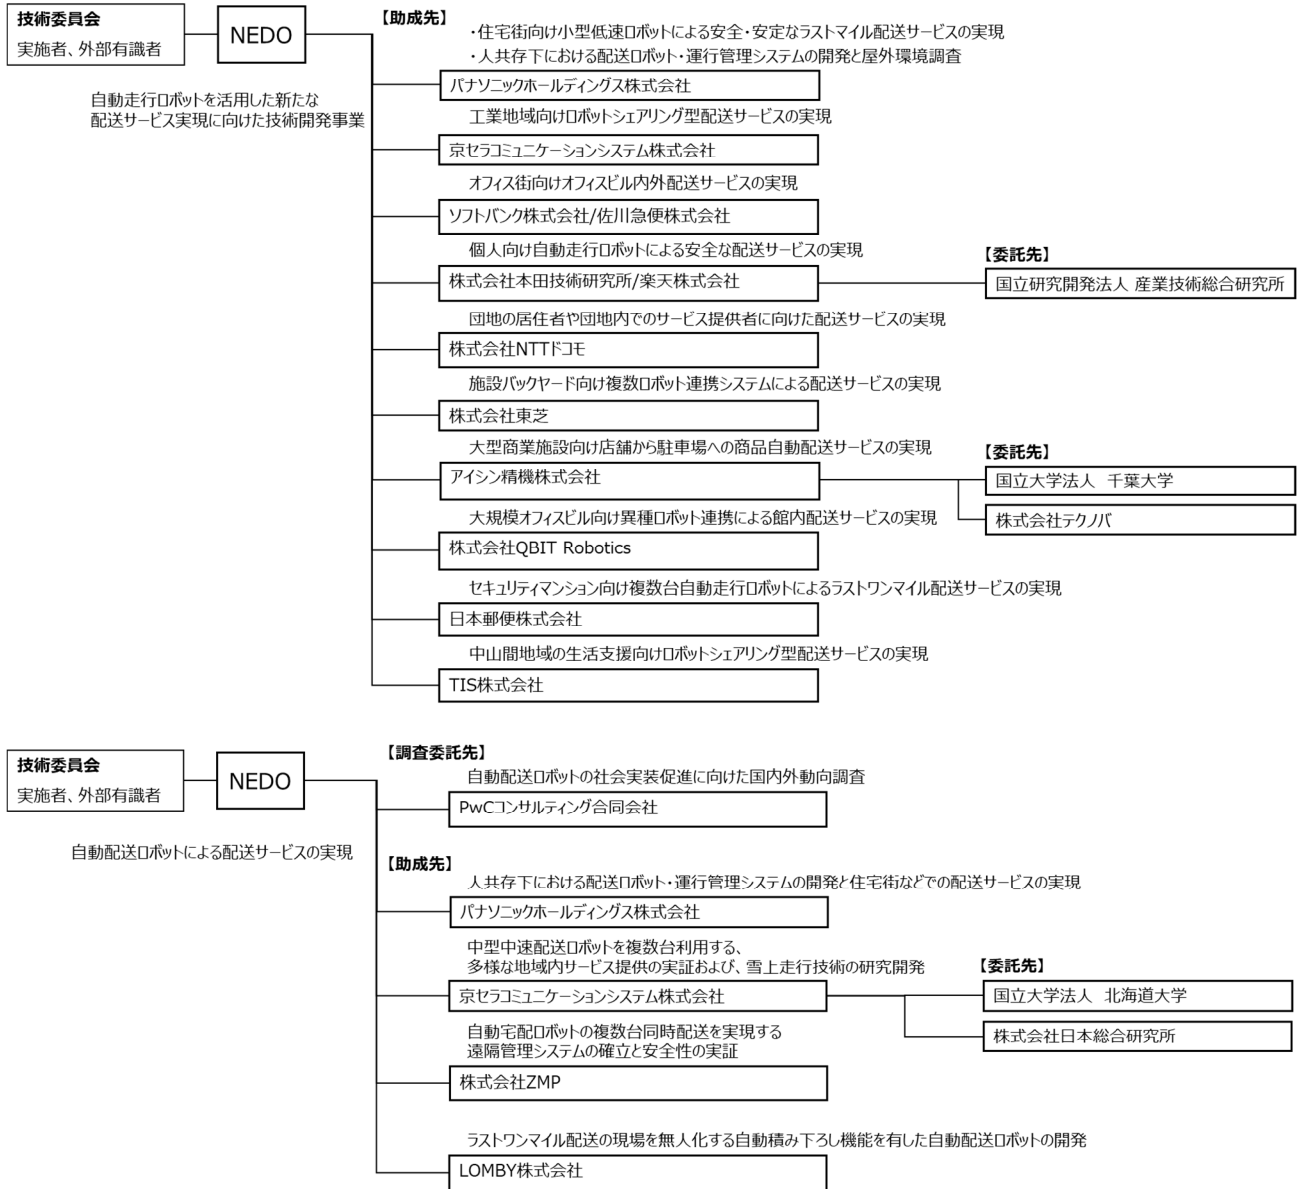 技術委員会
実施者、外部有識者
NEDO
自動走行ロボットを活用した新たな
配送サービス実現に向けた技術開発事業
【助成先】
・住宅街向け小型低速ロボットによる安全・安定なラストマイル配送サービスの実現
・人共存下における配送ロボット・運行管理システムの開発と屋外環境調査
パナソニックホールディングス株式会社
工業地域向けロボットシェアリング型配送サービスの実現
京セラコミュニケーションシステム株式会社
オフィス街向けオフィスビル内外配送サービスの実現
ソフトバンク株式会社/佐川急便株式会社
個人向け自動走行ロボットによる安全な配送サービスの実現
株式会社本田技術研究所/楽天株式会社
【委託先】
国立研究開発法人 産業技術総合研究所
団地の居住者や団地内でのサービス提供者に向けた配送サービスの実現
株式会社NTTドコモ
施設バックヤード向け複数ロボット連携システムによる配送サービスの実現
株式会社東芝
大型商業施設向け店舗から駐車場への商品自動配送サービスの実現
アイシン精機株式会社
【委託先】
国立大学法人 千葉大学
株式会社テクノバ
大規模オフィスビル向け異種ロボット連携による館内配送サービスの実現
株式会社QBIT Robotics
セキュリティマンション向け複数台自動走行ロボットによるラストワンマイル配送サービスの実現
日本郵便株式会社
中山間地域の生活支援向けロボットシェアリング型配送サービスの実現
TIS株式会社
技術委員会
実施者、外部有識者
NEDO
自動配送ロボットによる配送サービスの実現
【調査委託先】
自動配送ロボットの社会実装促進に向けた国内外動向調査
PwCコンサルティング合同会社
【助成先】
人共存下における配送ロボット・運行管理システムの開発と住宅街などでの配送サービスの実現
パナソニックホールディングス株式会社
中型中速配送ロボットを複数台利用する、
多様な地域内サービス提供の実証および、雪上走行技術の研究開発
京セラコミュニケーションシステム株式会社
【委託先】
国立大学法人 北海道大学
株式会社日本総合研究所
自動宅配ロボットの複数台同時配送を実現する
遠隔管理システムの確立と安全性の実証
株式会社ZMP
ラストワンマイル配送の現場を無人化する自動積み下ろし機能を有した自動配送ロボットの開発
LOMBY株式会社